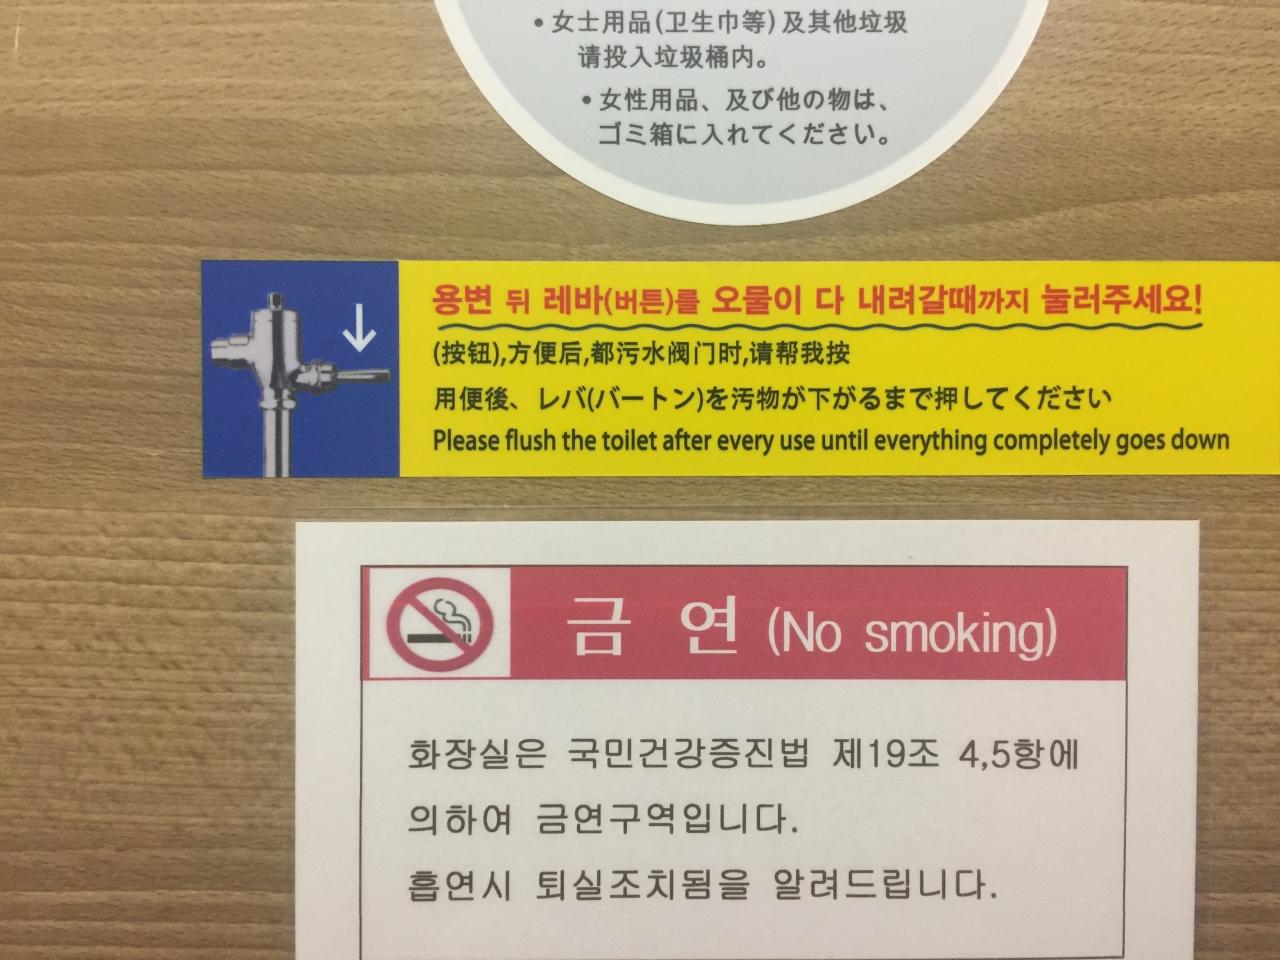 • 女士用品(卫生巾等)及其他垃圾
请投入垃圾桶内。
• 女性用品、及び他の物は、
ゴミ箱に入れてください。
용변 뒤 레바(버튼)를 오물이 다 내려갈때까지 눌러주세요!
(按钮),方便后,都污水阀门时,请帮我按
用便後、レバ(バートン)を汚物が下がるまで押してください
Please flush the toilet after every use until everything completely goes down
금 연 (No smoking)
화장실은 국민건강증진법 제19조 4,5항에
의하여 금연구역입니다.
흡연시 퇴실조치됨을 알려드립니다.